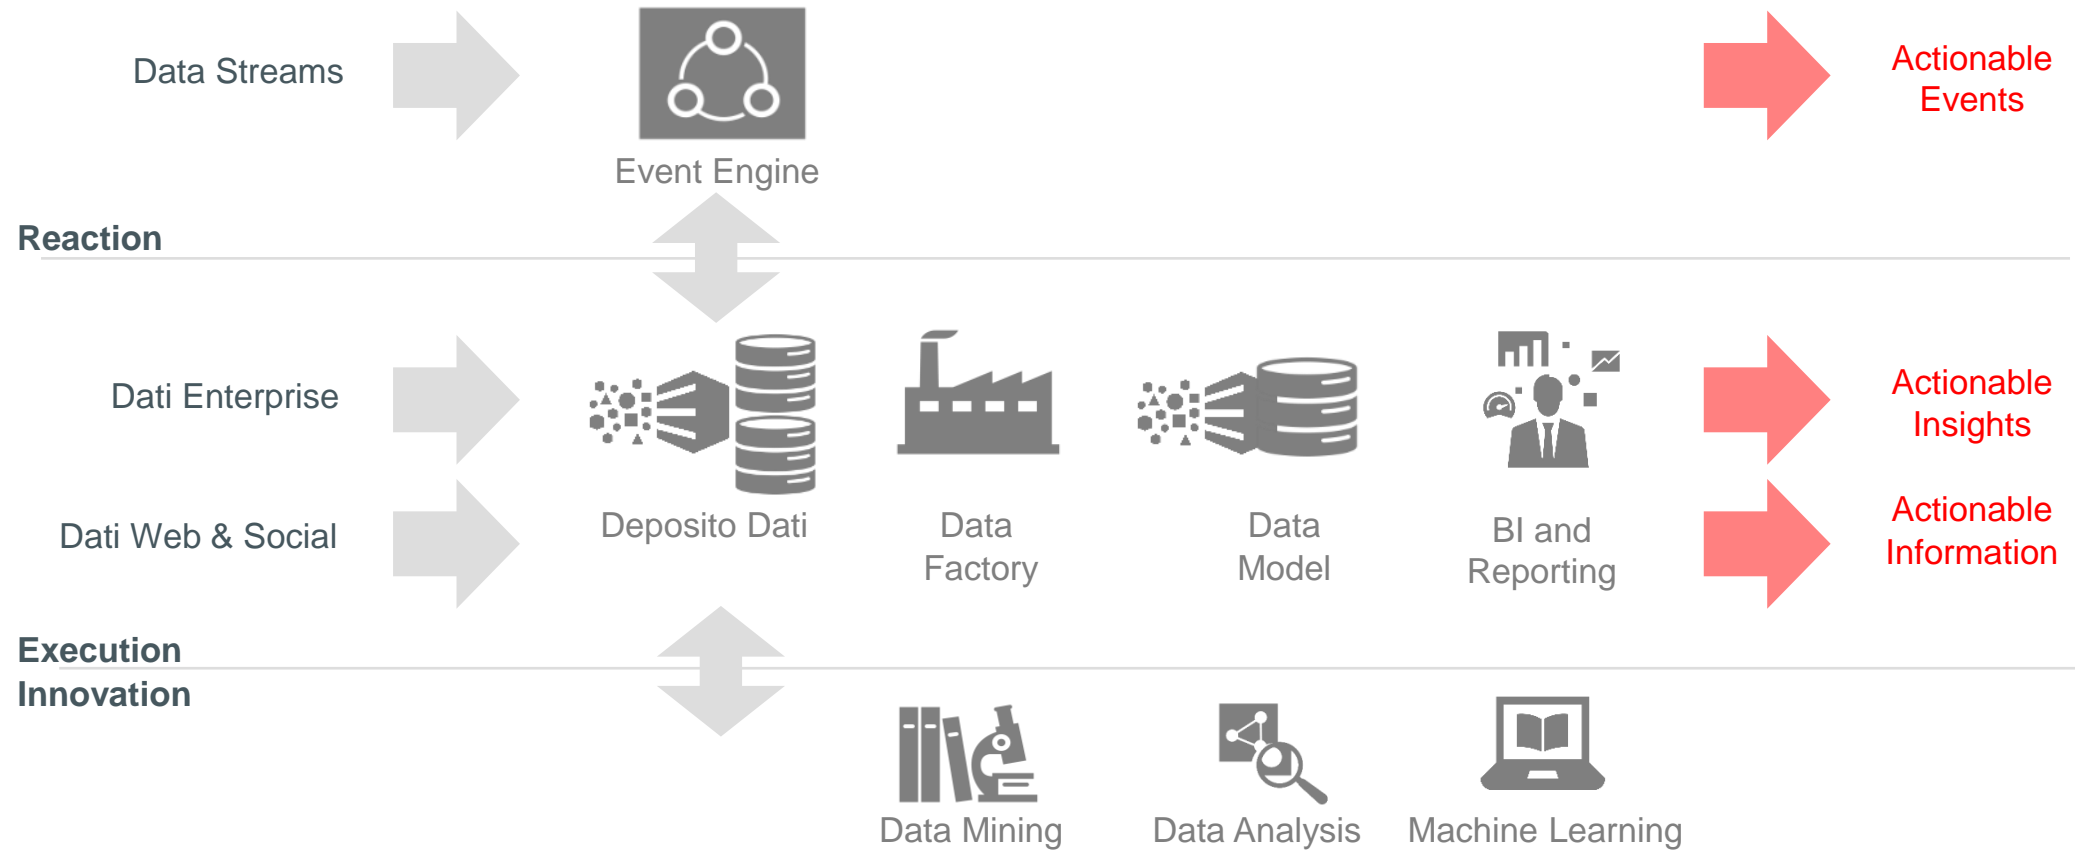 Data Streams
Actionable
Events
Event Engine
Reaction
Dati Enterprise
Actionable
Insights
Dati Web & Social
Deposito Dati
Data
Factory
Data
Model
BI and
Reporting
Actionable
Information
Execution
Innovation
Data Mining
Data Analysis
Machine Learning